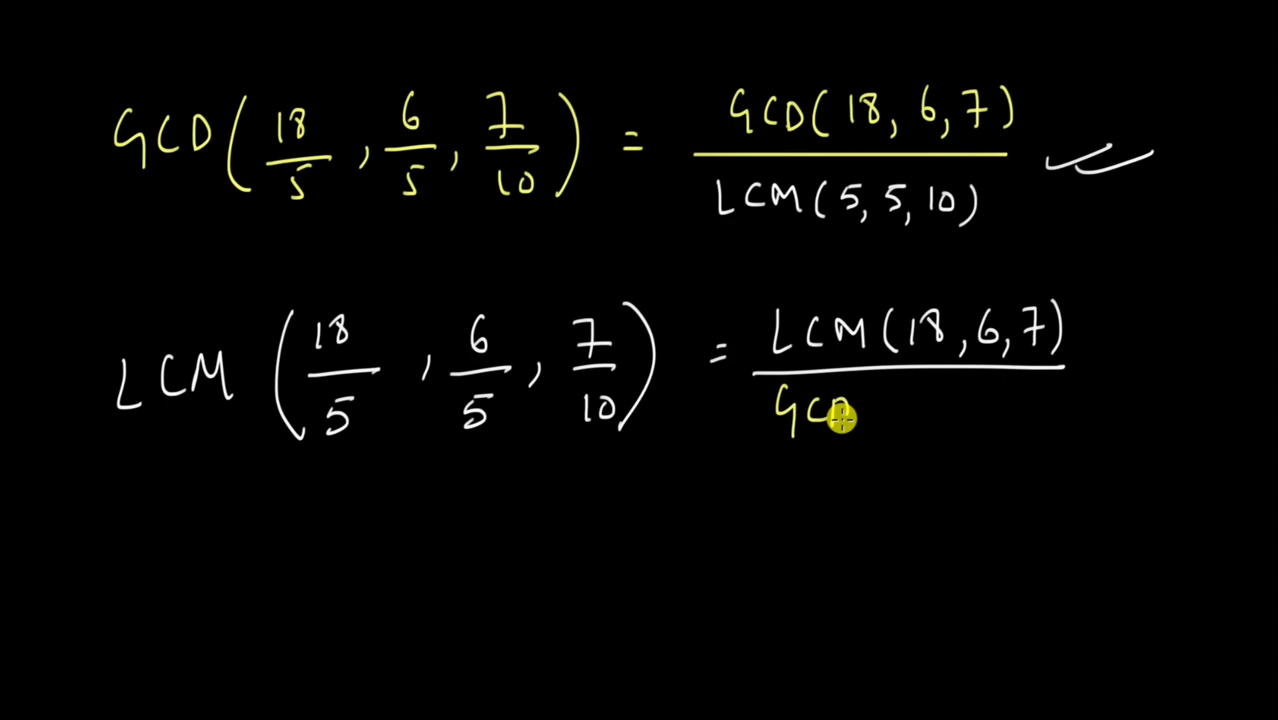 GCD(18/5, 6/5, 7/10) = GCD(18, 6, 7)/LCM(5, 5, 10)
LCM(18/5, 6/5, 7/10) = LCM(18, 6, 7)/GCD